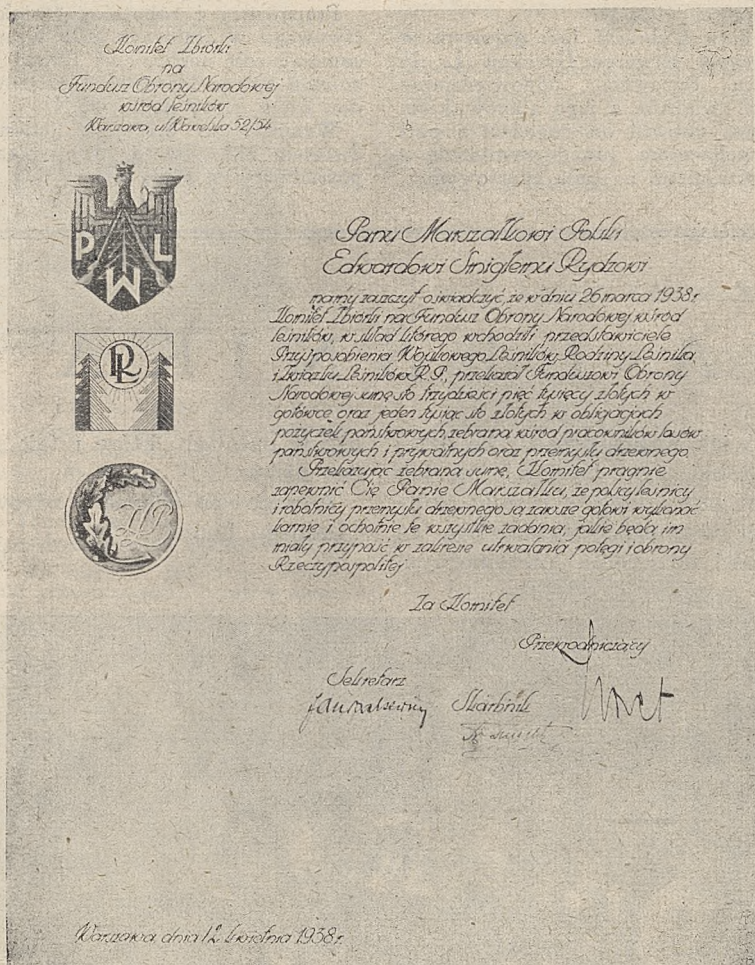 Komitet Zbiórki
na
Fundusz Obrony Narodowej
wśród leśników
Warszawa, ul. Wawelska 52/54
P W L
RL
Panu Marszałkowi Polski
Edwardowi Śmigłemu Rydzowi
mamy zaszczyt oświadczyć, że w dniu 26 marca 1938 r.
Komitet Zbiórki na Fundusz Obrony Narodowej wśród
leśników, w skład którego wchodzili przedstawiciele
Przysposobienia Wojskowego Leśników, Rodziny Leśnika
i Związku Leśników R.P., przekazał Funduszowi Obrony
Narodowej sumę sto trzydzieści pięć tysięcy złotych w
gotówce oraz jeden tysiąc sto złotych w obligacjach
pożyczek państwowych, zebraną wśród pracowników lasów
państwowych i prywatnych oraz przemysłu drzewnego.
Przekazując zebraną sumę, Komitet pragnie
zapewnić Cię Panie Marszałku, że polscy leśnicy
i robotnicy przemysłu drzewnego są zawsze gotowi wykonać
karnie i ochotnie te wszystkie zadania, jakie będą im
miały przypaść w zakresie utrwalania potęgi i obrony
Rzeczypospolitej
Za Komitet
Przewodniczący
Sekretarz
Skarbnik
Warszawa dnia 12 kwietnia 1938 r.